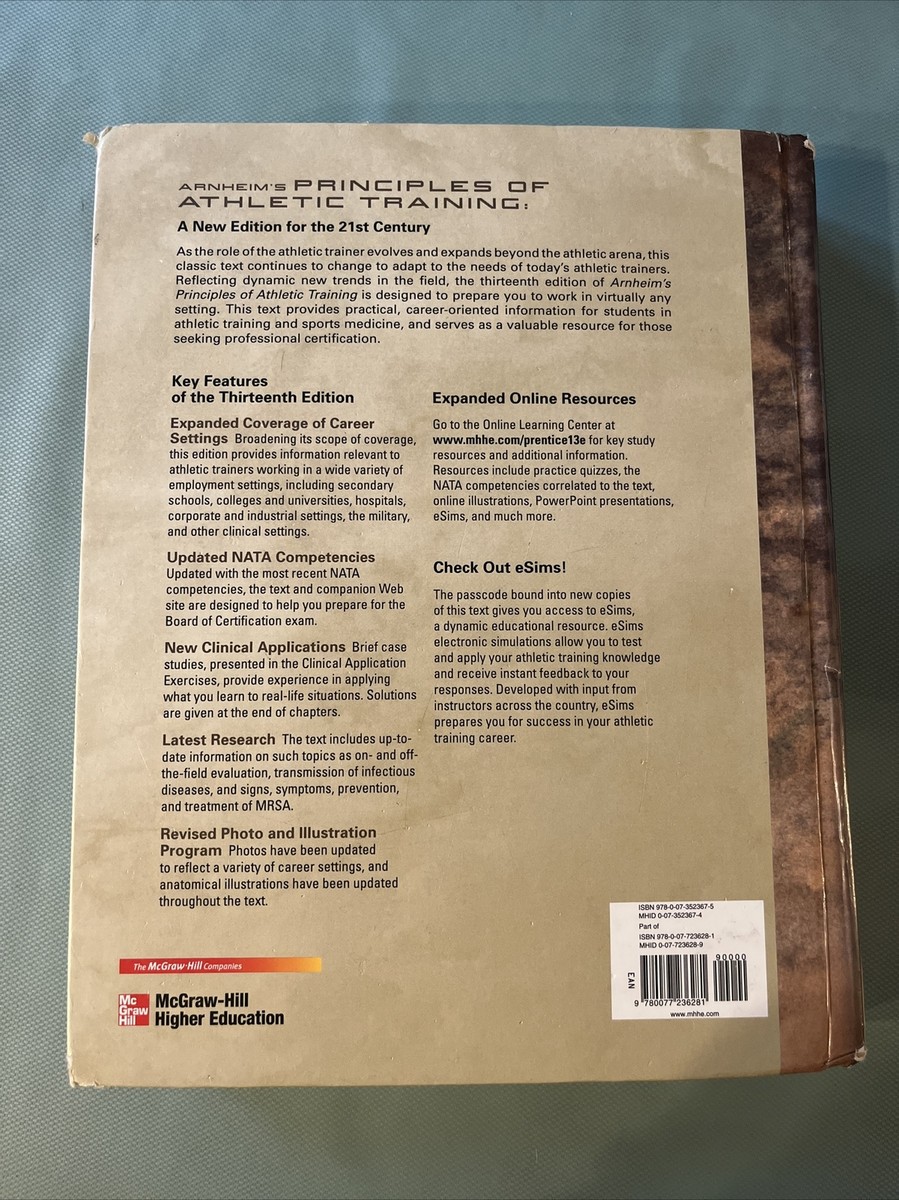 ARNHEIM'S PRINCIPLES OF
ATHLETIC TRAINING:
A New Edition for the 21st Century
As the role of the athletic trainer evolves and expands beyond the athletic arena, this
classic text continues to change to adapt to the needs of today's athletic trainers.
Reflecting dynamic new trends in the field, the thirteenth edition of Arnheim's
Principles of Athletic Training is designed to prepare you to work in virtually any
setting. This text provides practical, career-oriented information for students in
athletic training and sports medicine, and serves as a valuable resource for those
seeking professional certification.
Key Features
of the Thirteenth Edition
Expanded Coverage of Career
Settings Broadening its scope of coverage,
this edition provides information relevant to
athletic trainers working in a wide variety of
employment settings, including secondary
schools, colleges and universities, hospitals,
corporate and industrial settings, the military,
and other clinical settings.
Updated NATA Competencies
Updated with the most recent NATA
competencies, the text and companion Web
site are designed to help you prepare for the
Board of Certification exam.
New Clinical Applications Brief case
studies, presented in the Clinical Application
Exercises, provide experience in applying
what you learn to real-life situations. Solutions
are given at the end of chapters.
Latest Research The text includes up-to-
date information on such topics as on- and off-
the-field evaluation, transmission of infectious
diseases, and signs, symptoms, prevention,
and treatment of MRSA.
Revised Photo and Illustration
Program Photos have been updated
to reflect a variety of career settings, and
anatomical illustrations have been updated
throughout the text.
Expanded Online Resources
Go to the Online Learning Center at
www.mhhe.com/prentice13e for key study
resources and additional information.
Resources include practice quizzes, the
NATA competencies correlated to the text,
online illustrations, PowerPoint presentations,
eSims, and much more.
Check Out eSims!
The passcode bound into new copies
of this text gives you access to eSims,
a dynamic educational resource. eSims
electronic simulations allow you to test
and apply your athletic training knowledge
and receive instant feedback to your
responses. Developed with input from
instructors across the country, eSims
prepares you for success in your athletic
training career.
The McGraw-Hill Companies
Mc
Graw
Hill
McGraw-Hill
Higher Education
ISBN 978-0-07-352367-5
MHID 0-07-352367-4
Part of
ISBN 978-0-07-723628-1
MHID 0-07-723628-9
90000
EAN
9 780077 236281
www.mhhe.com